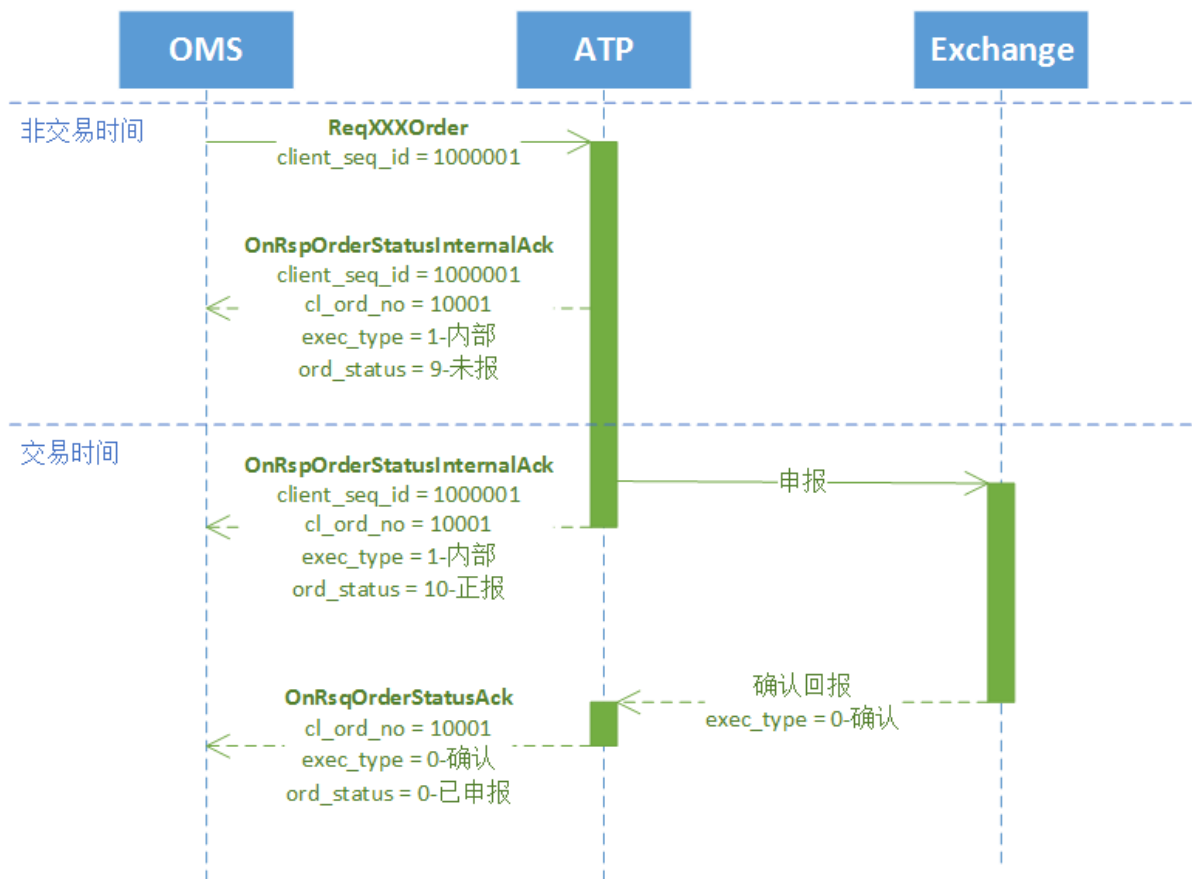 OMS
ATP
Exchange
非交易时间
ReqXXXOrder
client_seq_id = 1000001
OnRspOrderStatusInternalAck
client_seq_id = 1000001
cl_ord_no = 10001
exec_type = 1-内部
ord_status = 9-未报
交易时间
OnRspOrderStatusInternalAck
client_seq_id = 1000001
cl_ord_no = 10001
exec_type = 1-内部
ord_status = 10-正报
申报
确认回报
exec_type = 0-确认
OnRsqOrderStatusAck
cl_ord_no = 10001
exec_type = 0-确认
ord_status = 0-已申报